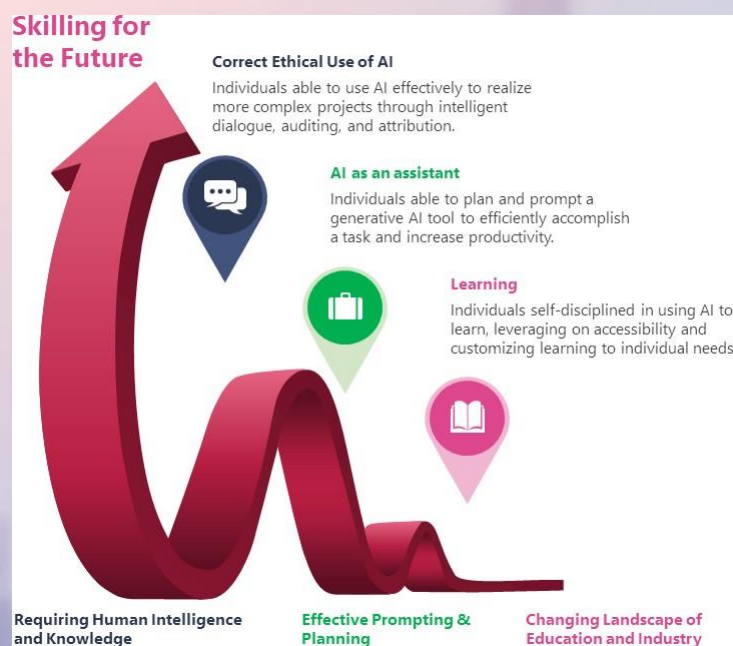 Skilling for
the Future
Correct Ethical Use of AI
Individuals able to use AI effectively to realize
more complex projects through intelligent
dialogue, auditing, and attribution.
AI as an assistant
Individuals able to plan and prompt a
generative AI tool to efficiently accomplish
a task and increase productivity.
Learning
Individuals self-disciplined in using AI to
learn, leveraging on accessibility and
customizing learning to individual needs
Requiring Human Intelligence
and Knowledge
Effective Prompting &
Planning
Changing Landscape of
Education and Industry